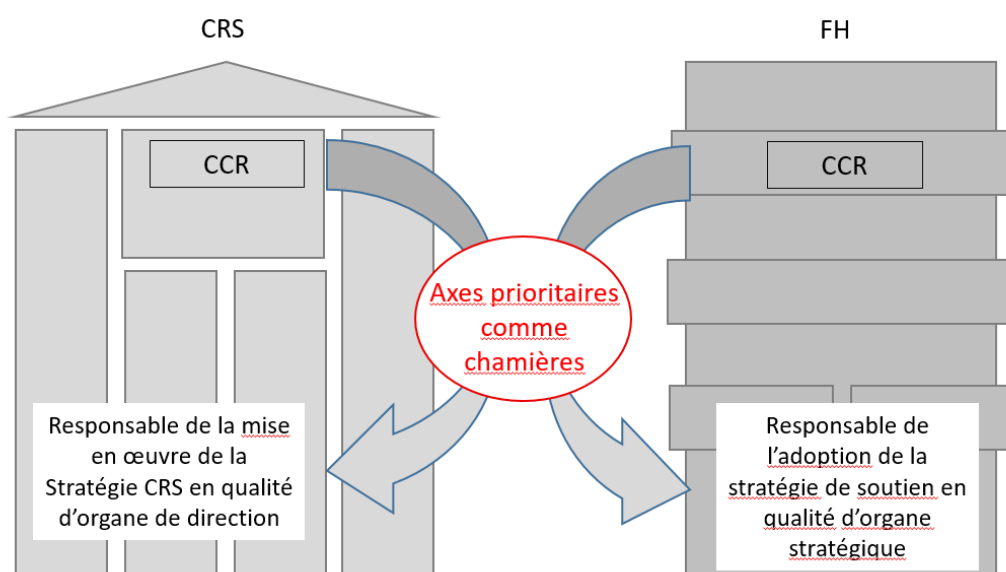 CRS
FH
CCR
CCR
Axes prioritaires
comme
chamières
Responsable de la mise
en œuvre de la
Stratégie CRS en qualité
d’organe de direction
Responsable de
l’adoption de la
stratégie de soutien en
qualité d’organe
stratégique